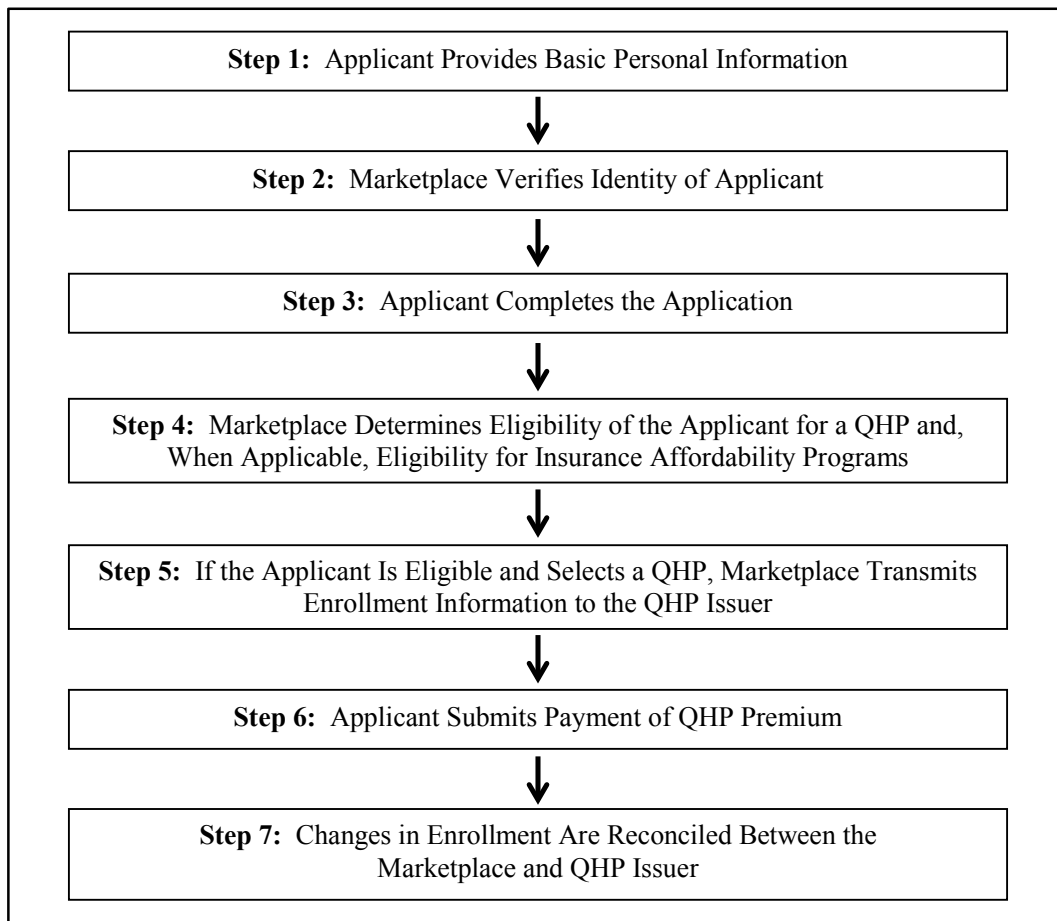 Step 1: Applicant Provides Basic Personal Information
Step 2: Marketplace Verifies Identity of Applicant
Step 3: Applicant Completes the Application
Step 4: Marketplace Determines Eligibility of the Applicant for a QHP and,
When Applicable, Eligibility for Insurance Affordability Programs
Step 5: If the Applicant Is Eligible and Selects a QHP, Marketplace Transmits
Enrollment Information to the QHP Issuer
Step 6: Applicant Submits Payment of QHP Premium
Step 7: Changes in Enrollment Are Reconciled Between the
Marketplace and QHP Issuer